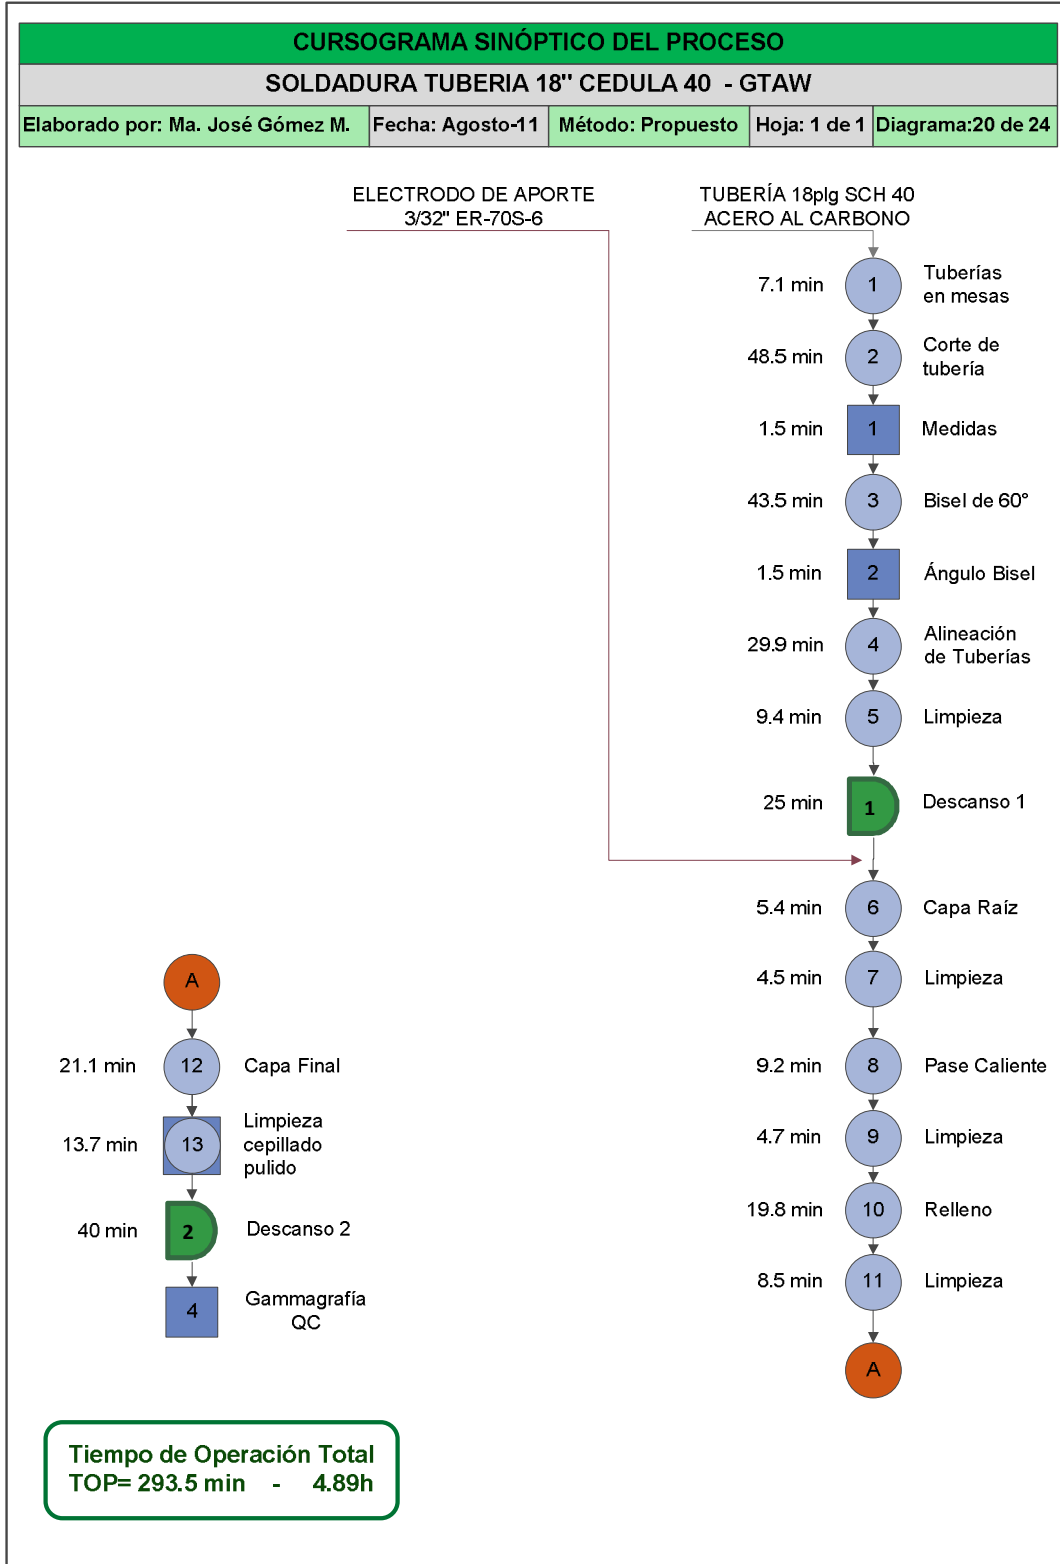 CURSOGRAMA SINÓPTICO DEL PROCESO
SOLDADURA TUBERIA 18" CEDULA 40 - GTAW
Elaborado por: Ma. José Gómez M. Fecha: Agosto-11 Método: Propuesto Hoja: 1 de 1 Diagrama:20 de 24
ELECTRODO DE APORTE
3/32" ER-70S-6
TUBERÍA 18plg SCH 40
ACERO AL CARBONO
7.1 min 1 Tuberías
en mesas
48.5 min 2 Corte de
tubería
1.5 min 1 Medidas
43.5 min 3 Bisel de 60°
1.5 min 2 Ángulo Bisel
29.9 min 4 Alineación
de Tuberías
9.4 min 5 Limpieza
25 min 1 Descanso 1
5.4 min 6 Capa Raíz
4.5 min 7 Limpieza
9.2 min 8 Pase Caliente
4.7 min 9 Limpieza
19.8 min 10 Relleno
8.5 min 11 Limpieza
A
A
21.1 min 12 Capa Final
13.7 min 13 Limpieza
cepillado
pulido
40 min 2 Descanso 2
4 Gammagrafía
QC
Tiempo de Operación Total
TOP= 293.5 min - 4.89h